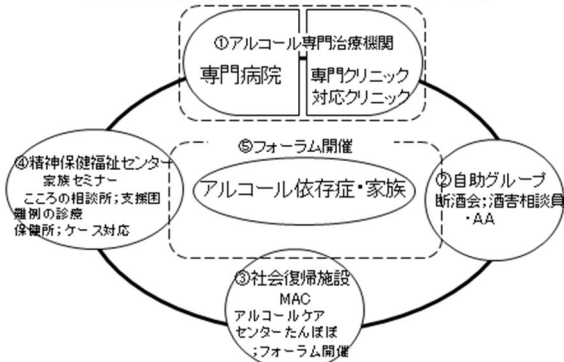 ①アルコール専門治療機関
専門病院
専門クリニック
対応クリニック
⑤フォーラム開催
アルコール依存症・家族
④精神保健福祉センター
家族セミナー
こころの相談所;支援困
難例の診療
保健所;ケース対応
②自助グループ
断酒会;酒害相談員
・AA
③社会復帰施設
MAC
アルコールケア
センターたんぽぽ
;フォーラム開催